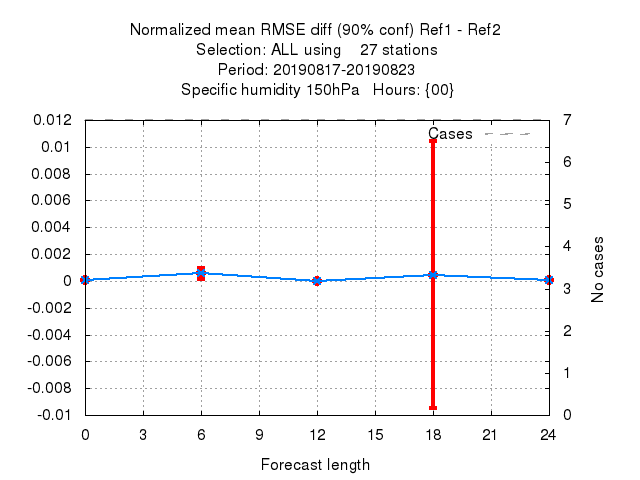 Normalized mean RMSE diff (90% conf) Ref1 - Ref2
Selection: ALL using    27 stations
Period: 20190817-20190823
Specific humidity 150hPa   Hours: {00}
Cases
0.012
0.01
0.008
0.006
0.004
0.002
0
-0.002
-0.004
-0.006
-0.008
-0.01
7
6
5
4
3
2
1
0
No cases
0 3 6 9 12 15 18 21 24
Forecast length